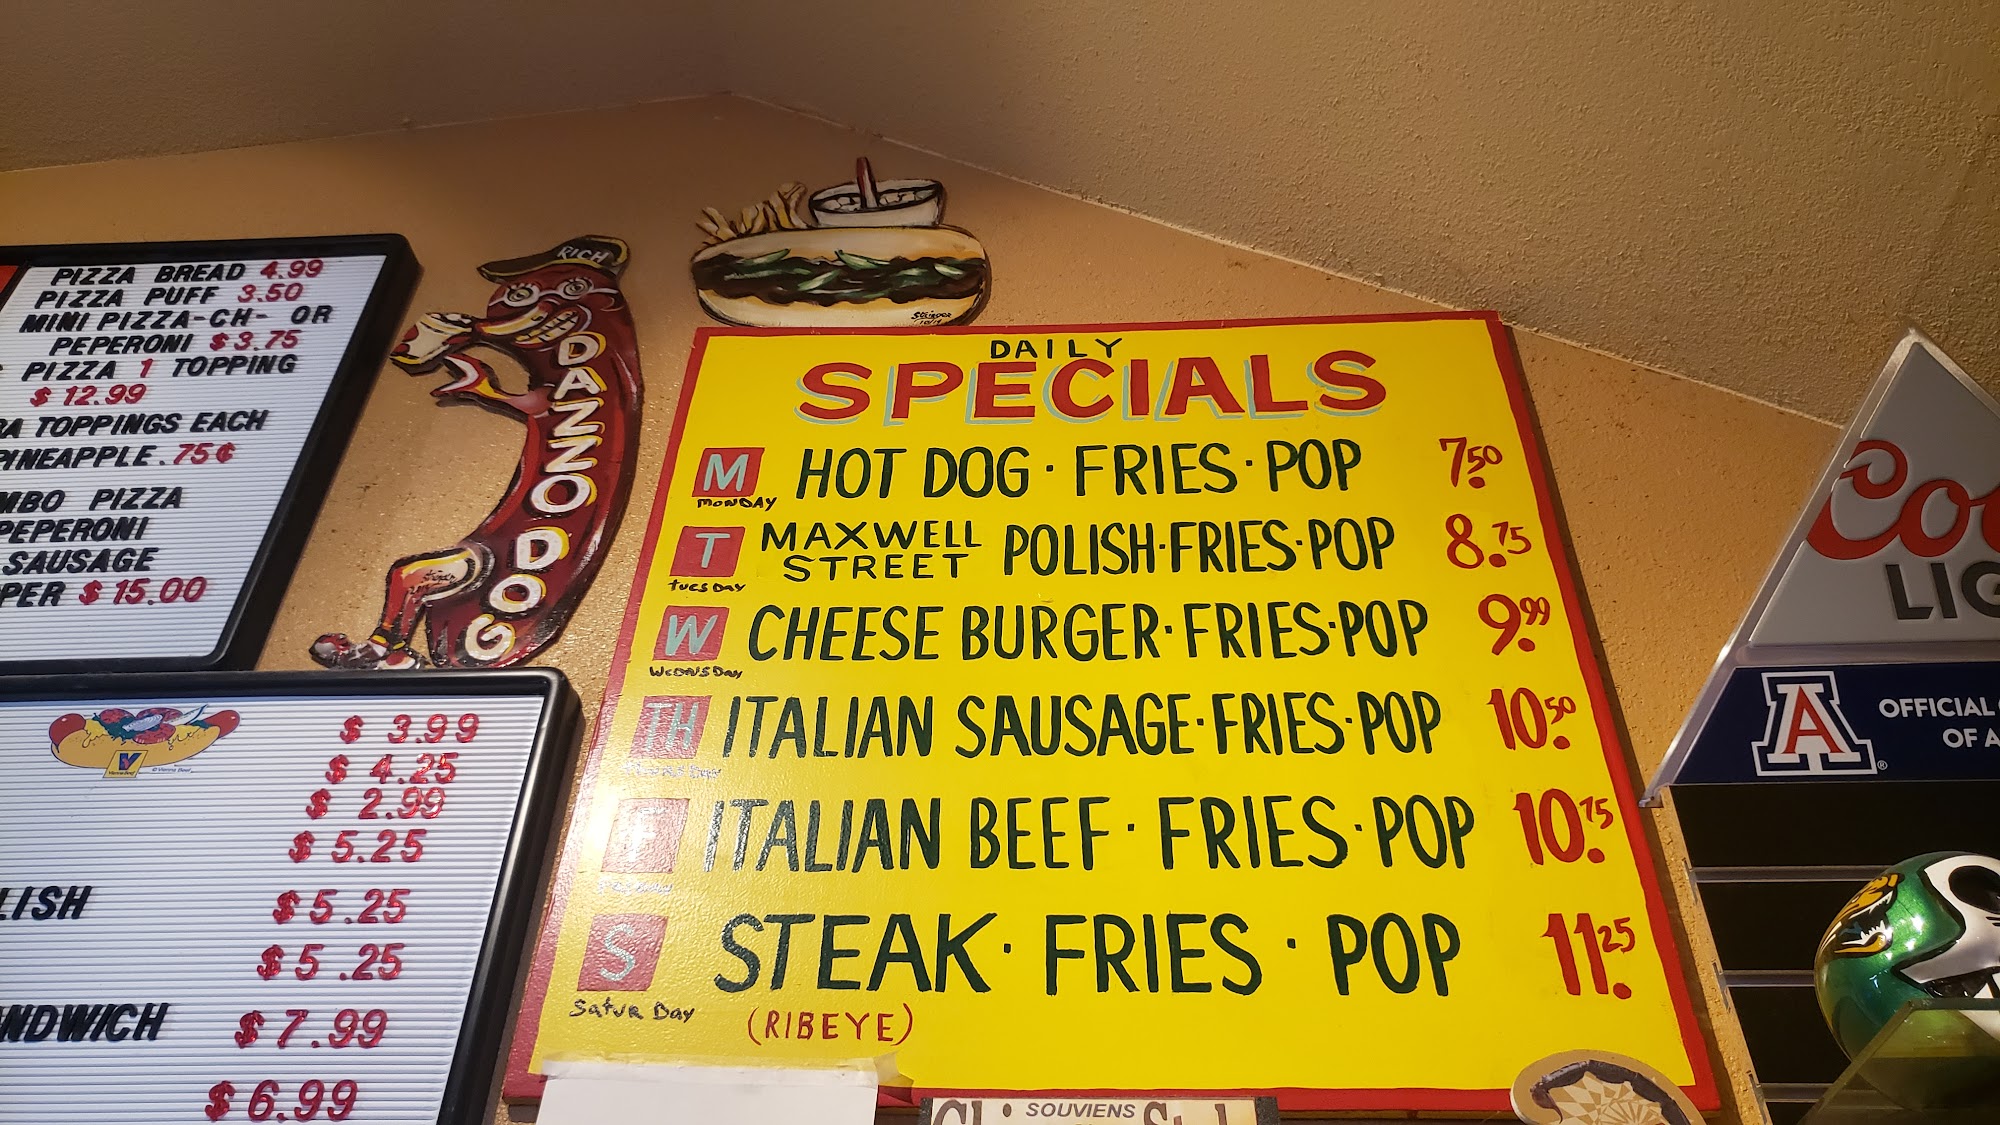 PIZZA BREAD 4.99
PIZZA PUFF 3.50
MINI PIZZA-CH- OR
PEPERONI $3.75
PIZZA 1 TOPPING
$12.99
RA TOPPINGS EACH
PINEAPPLE.75¢
MBO PIZZA
PEPERONI
SAUSAGE
PER $15.00
RICH
DAZZO DOG
DAILY
SPECIALS
M HOT DOG · FRIES · POP 7.50
MONDAY
T MAXWELL STREET POLISH·FRIES·POP 8.75
TUESDAY
W CHEESE BURGER·FRIES·POP 9.99
WEDNSDAY
TH ITALIAN SAUSAGE·FRIES·POP 10.50
F ITALIAN BEEF·FRIES·POP 10.75
S STEAK·FRIES·POP 11.25
Satur Day
(RIBEYE)
$3.99
$4.25
$2.99
$5.25
LISH $5.25
$5.25
NDWICH $7.99
$6.99
V
Coo
LIG
A
OFFICIAL
OF A
SOUVIENS